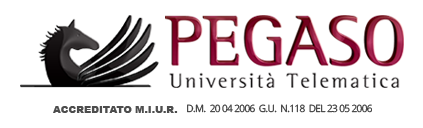 PEGASO
Università Telematica
ACCREDITATO M.I.U.R. D.M. 20 04 2006 G.U. N.118 DEL 23 05 2006